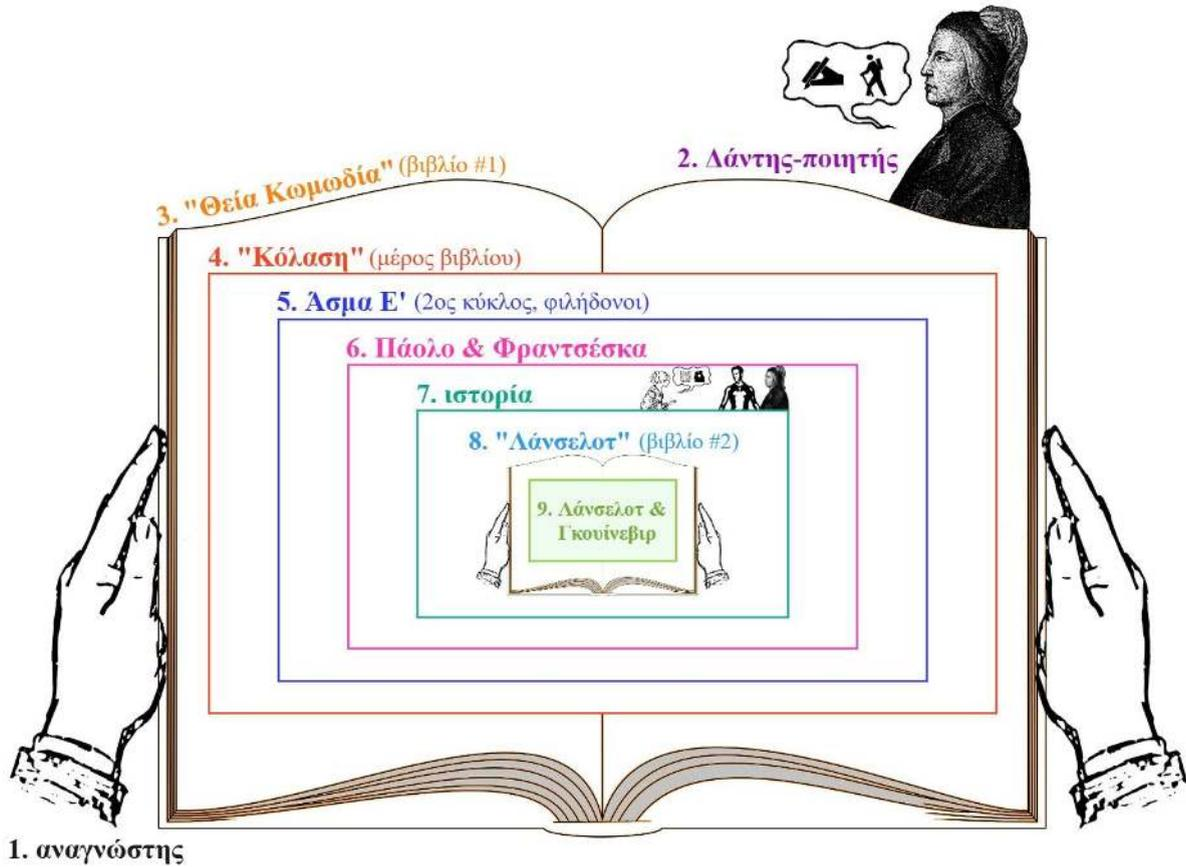 2. Δάντης-ποιητής
3. "Θεία Κωμωδία" (βιβλίο #1)
4. "Κόλαση" (μέρος βιβλίου)
5. Άσμα Ε' (2ος κύκλος, φιλήδονοι)
6. Πάολο & Φραντσέσκα
7. ιστορία
8. "Λάνσελοτ" (βιβλίο #2)
9. Λάνσελοτ &
Γκουίνεβιρ
1. αναγνώστης